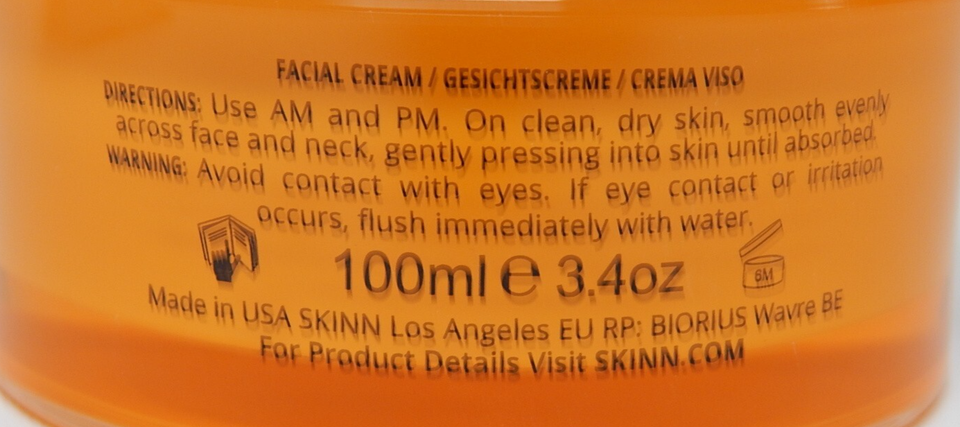 FACIAL CREAM / GESICHTSCREME / CREMA VISO
DIRECTIONS: Use AM and PM. On clean, dry skin, smooth evenly
across face and neck, gently pressing into skin until absorbed.
WARNING: Avoid contact with eyes. If eye contact or irritation
occurs, flush immediately with water.
100ml ℮ 3.4oz
6M
Made in USA SKINN Los Angeles EU RP: BIORIUS Wavre BE
For Product Details Visit SKINN.COM